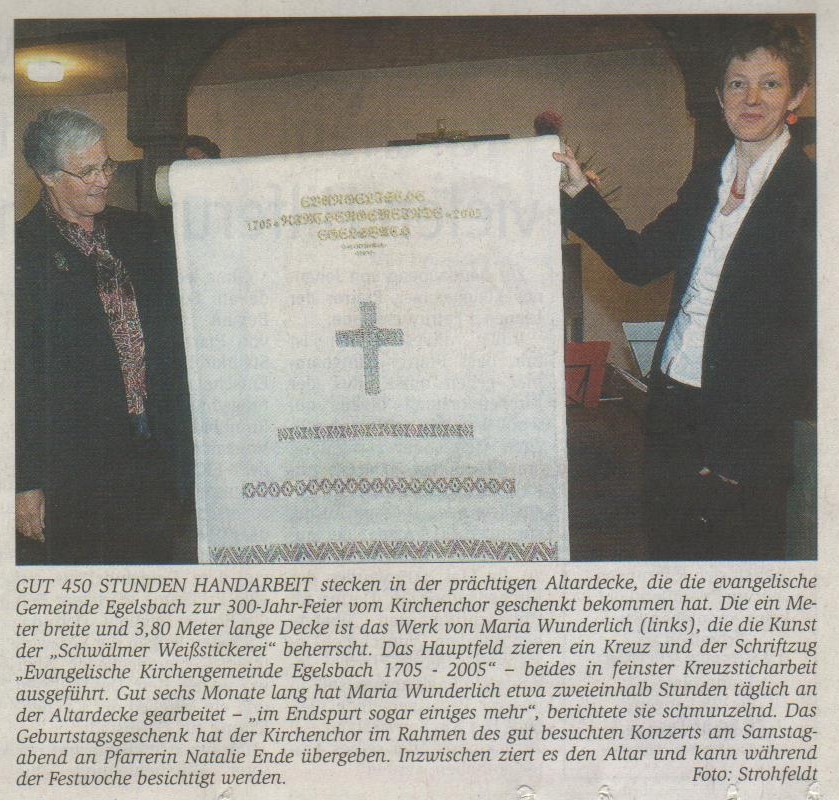 EVANGELISCHE
1705 * KIRCHENGEMEINDE * 2005
EGELSBACH
GUT 450 STUNDEN HANDARBEIT stecken in der prächtigen Altardecke, die die evangelische
Gemeinde Egelsbach zur 300-Jahr-Feier vom Kirchenchor geschenkt bekommen hat. Die ein Me-
ter breite und 3,80 Meter lange Decke ist das Werk von Maria Wunderlich (links), die die Kunst
der „Schwälmer Weißstickerei“ beherrscht. Das Hauptfeld zieren ein Kreuz und der Schriftzug
„Evangelische Kirchengemeinde Egelsbach 1705 - 2005“ – beides in feinster Kreuzsticharbeit
ausgeführt. Gut sechs Monate lang hat Maria Wunderlich etwa zweieinhalb Stunden täglich an
der Altardecke gearbeitet – „im Endspurt sogar einiges mehr“, berichtete sie schmunzelnd. Das
Geburtstagsgeschenk hat der Kirchenchor im Rahmen des gut besuchten Konzerts am Samstag-
abend an Pfarrerin Natalie Ende übergeben. Inzwischen ziert es den Altar und kann während
der Festwoche besichtigt werden. Foto: Strohfeldt